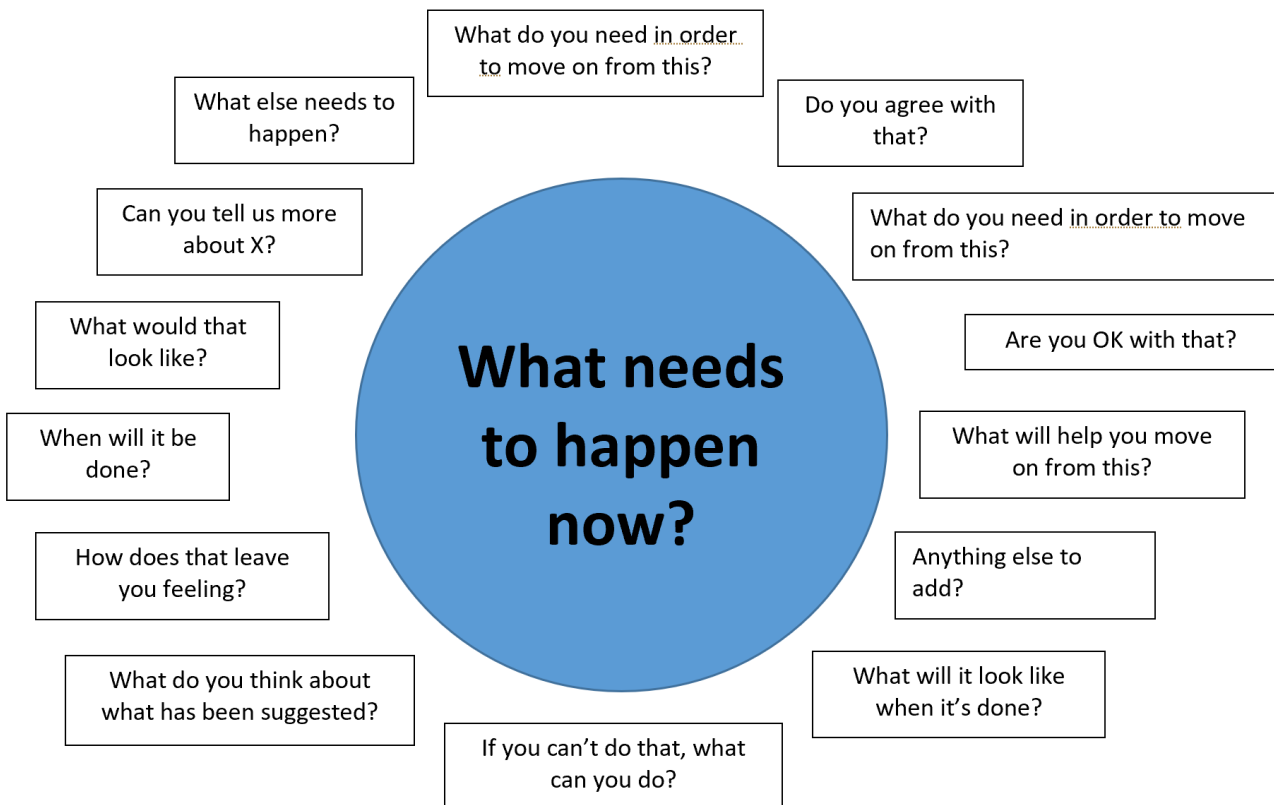 What do you need in order
to move on from this?
Do you agree with
that?
What do you need in order to move
on from this?
Are you OK with that?
What will help you move
on from this?
Anything else to
add?
What will it look like
when it’s done?
If you can’t do that, what
can you do?
What do you think about
what has been suggested?
How does that leave
you feeling?
When will it be
done?
What would that
look like?
Can you tell us more
about X?
What else needs to
happen?
What needs
to happen
now?